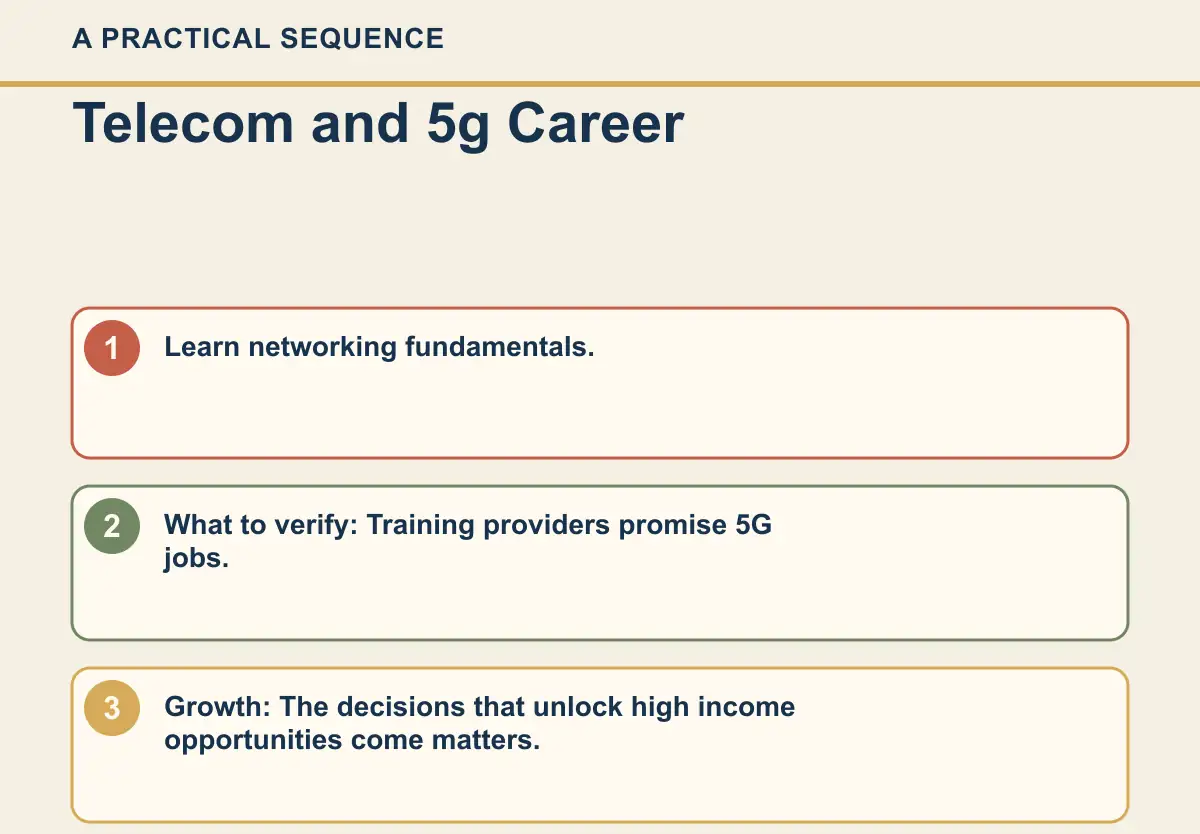 A PRACTICAL SEQUENCE
Telecom and 5g Career
1
Learn networking fundamentals.
2
What to verify: Training providers promise 5G
jobs.
3
Growth: The decisions that unlock high income
opportunities come matters.